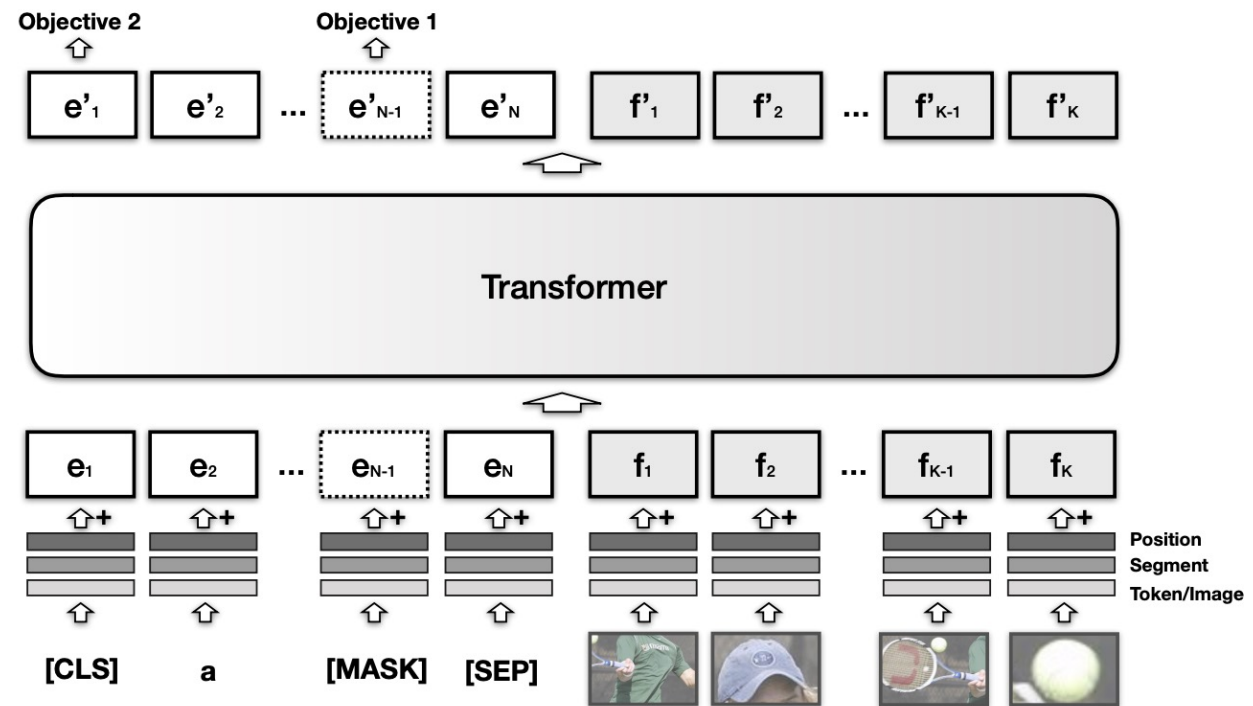 Objective 2 Objective 1
e'1 e'2 ... e'N-1 e'N f'1 f'2 ... f'K-1 f'K
Transformer
e1 e2 ... eN-1 eN f1 f2 ... fK-1 fK
+ + + + + + + +
Position
Segment
Token/Image
[CLS] a [MASK] [SEP]